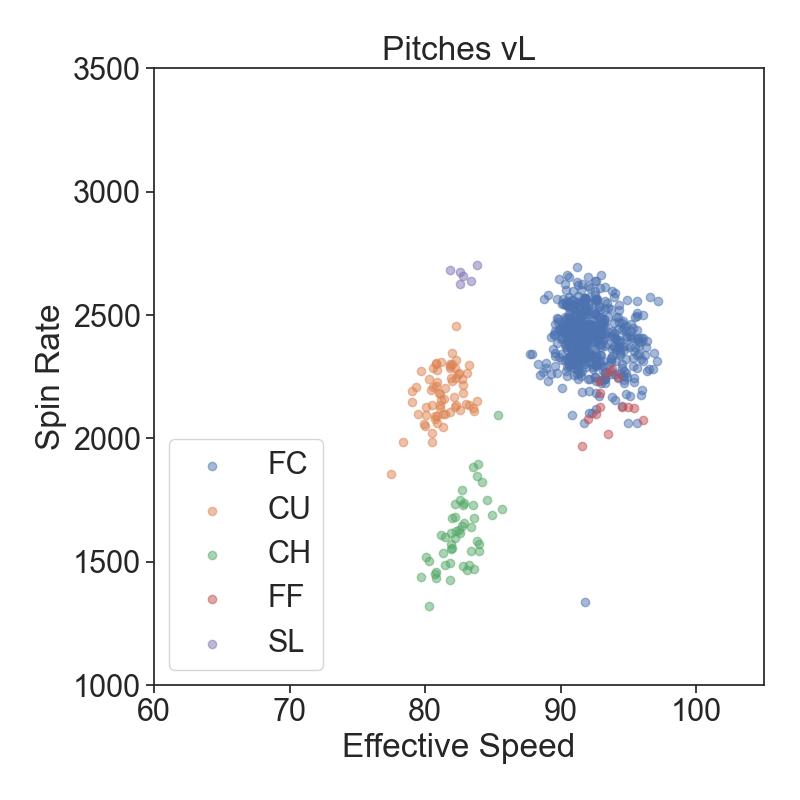 Pitches vL
3500
3000
2500
2000
1500
1000
Spin Rate
FC
CU
CH
FF
SL
60 70 80 90 100
Effective Speed